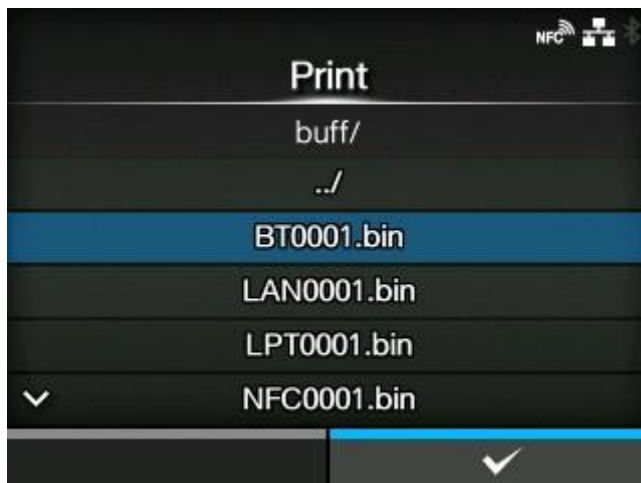 NFC
Print
buff/
../
BT0001.bin
LAN0001.bin
LPT0001.bin
NFC0001.bin